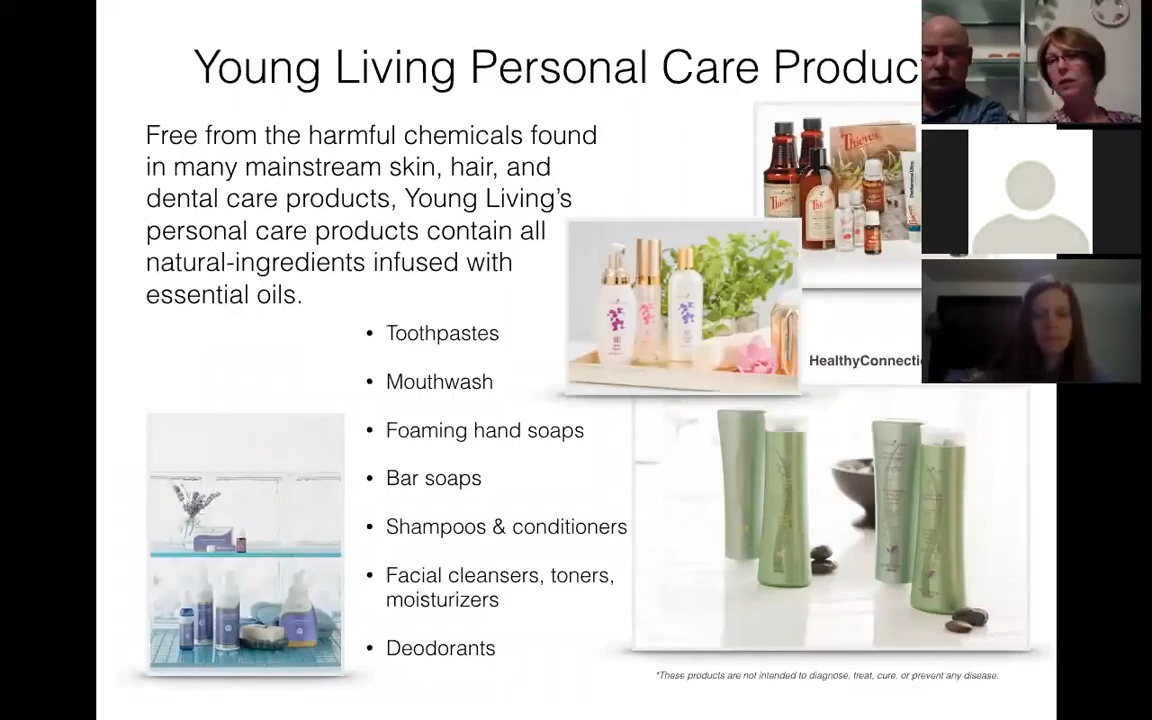 Young Living Personal Care Produc
Free from the harmful chemicals found
in many mainstream skin, hair, and
dental care products, Young Living's
personal care products contain all
natural-ingredients infused with
essential oils.
• Toothpastes
• Mouthwash
• Foaming hand soaps
• Bar soaps
• Shampoos & conditioners
• Facial cleansers, toners,
moisturizers
• Deodorants
Thieves
Thieves
Thieves
HealthyConnecti
*These products are not intended to diagnose, treat, cure, or prevent any disease.